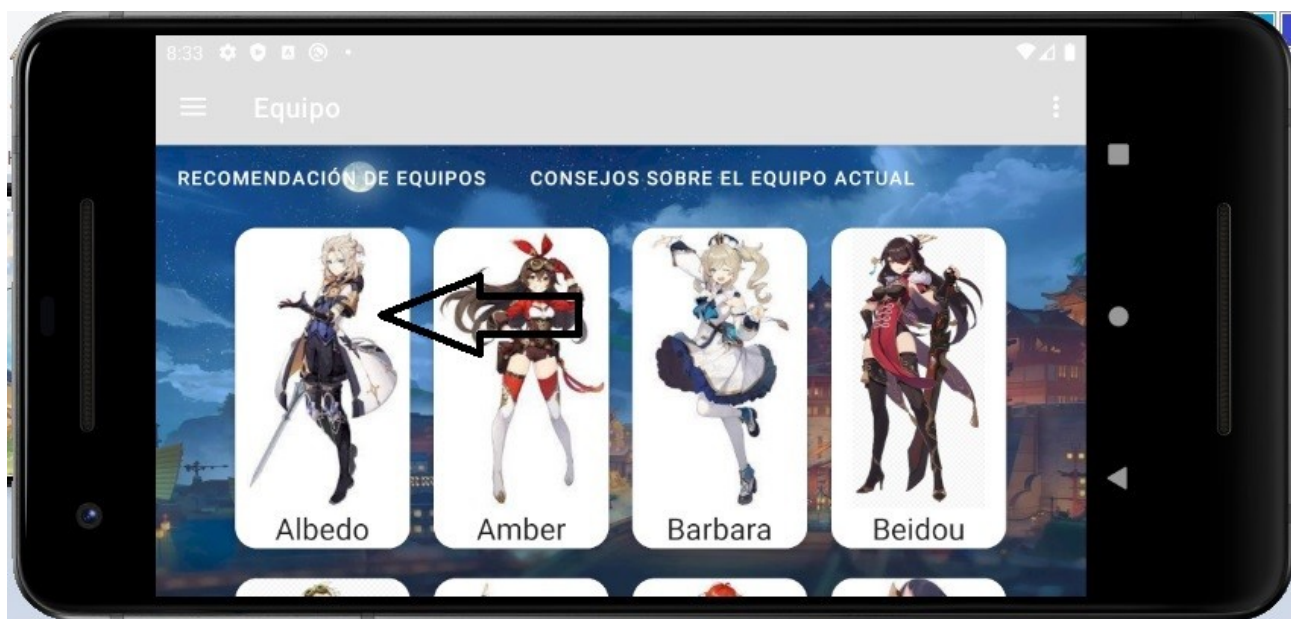 8:33
Equipo
RECOMENDACIÓN DE EQUIPOS CONSEJOS SOBRE EL EQUIPO ACTUAL
Albedo Amber Barbara Beidou